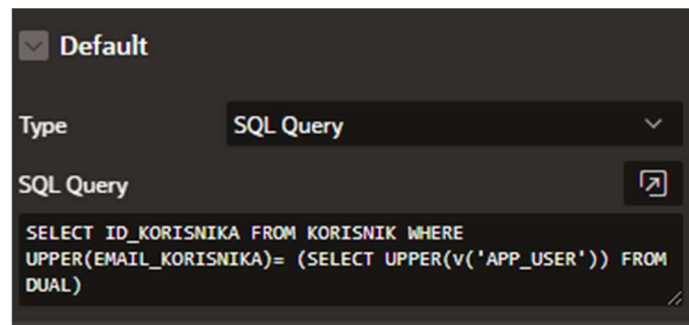 Default
Type SQL Query
SQL Query
SELECT ID_KORISNIKA FROM KORISNIK WHERE
UPPER(EMAIL_KORISNIKA)= (SELECT UPPER(v('APP_USER')) FROM
DUAL)